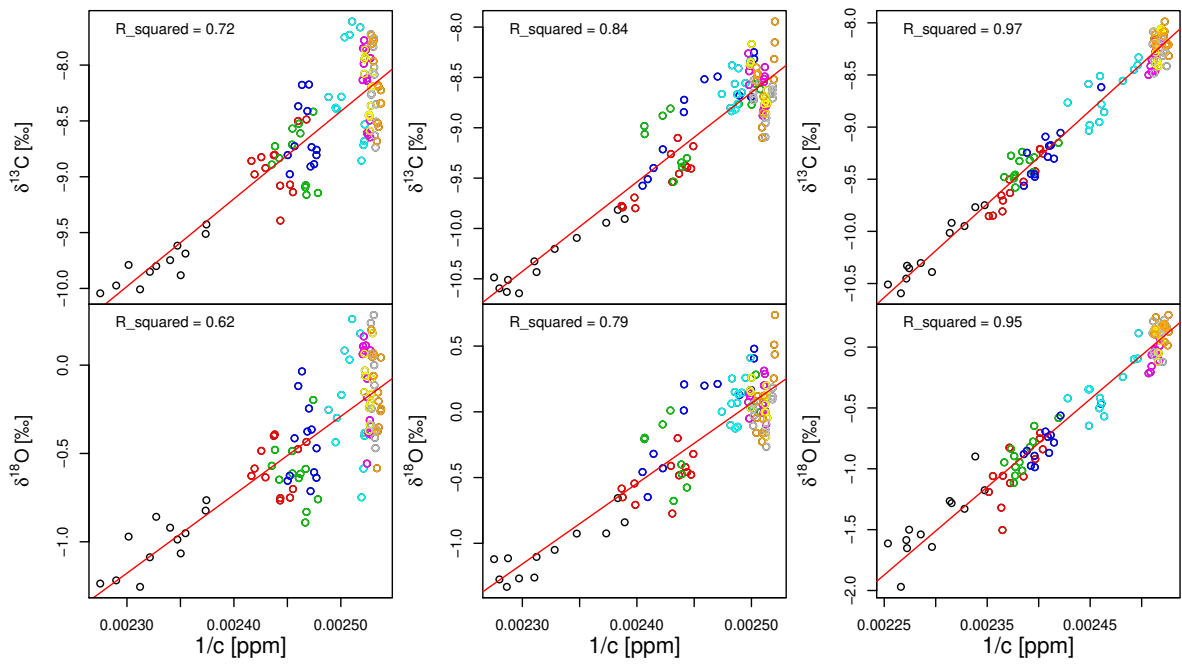 R_squared = 0.72
δ¹³C [‰]
−8.0
−8.5
−9.0
−9.5
−10.0
R_squared = 0.84
δ¹³C [‰]
−8.0
−8.5
−9.0
−9.5
−10.0
−10.5
R_squared = 0.97
δ¹³C [‰]
−8.0
−8.5
−9.0
−9.5
−10.0
−10.5
R_squared = 0.62
δ¹⁸O [‰]
0.0
−0.5
−1.0
0.00230
0.00240
0.00250
1/c [ppm]
R_squared = 0.79
δ¹⁸O [‰]
0.5
0.0
−0.5
−1.0
0.00230
0.00240
0.00250
1/c [ppm]
R_squared = 0.95
δ¹⁸O [‰]
0.0
−0.5
−1.0
−1.5
−2.0
0.00225
0.00235
0.00245
1/c [ppm]